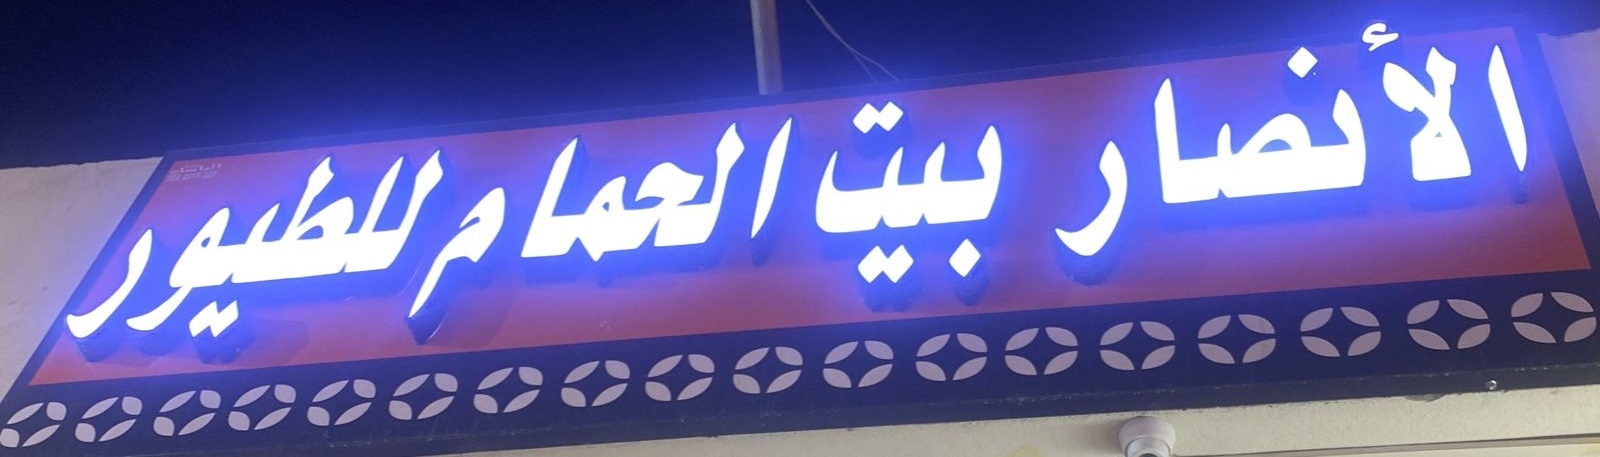 الأنصار بيت الحمام للطيور